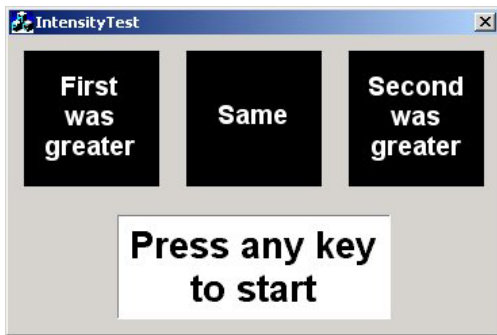 IntensityTest
First
was
greater
Same
Second
was
greater
Press any key
to start